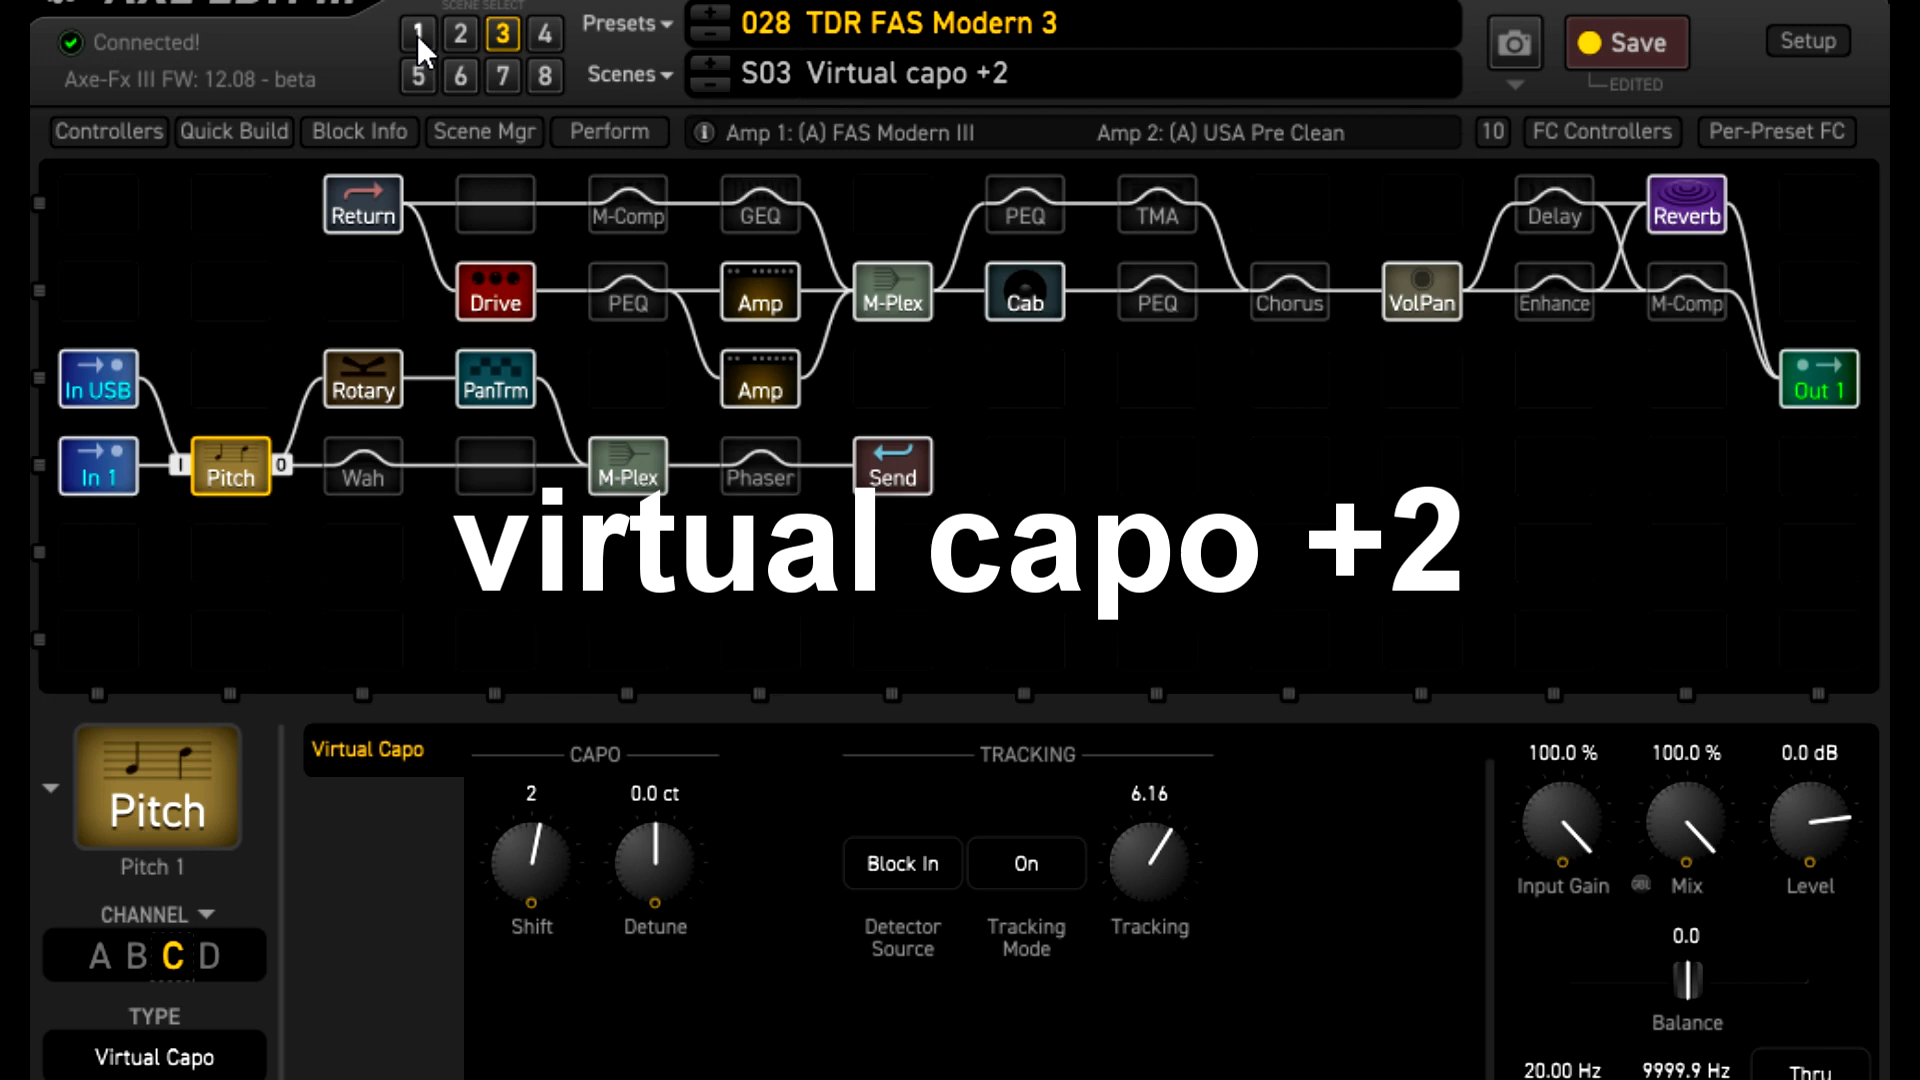 AXE-EDIT III
SCENE SELECT
Connected!
Axe-Fx III FW: 12.08 - beta
1 2 3 4
5 6 7 8
Presets
Scenes
028 TDR FAS Modern 3
S03 Virtual capo +2
Save
EDITED
Setup
Controllers Quick Build Block Info Scene Mgr Perform
Amp 1: (A) FAS Modern III Amp 2: (A) USA Pre Clean
10 FC Controllers Per-Preset FC
Return M-Comp GEQ PEQ TMA Delay Reverb
Drive PEQ Amp M-Plex Cab PEQ Chorus VolPan Enhance M-Comp
In USB Rotary PanTrm Amp Out 1
In 1 I Pitch O Wah M-Plex Phaser Send
virtual capo +2
Pitch
Pitch 1
CHANNEL
A B C D
TYPE
Virtual Capo
Virtual Capo
CAPO
2 0.0 ct
Shift Detune
TRACKING
6.16
Block In On
Detector Source
Tracking Mode
Tracking
100.0 % 100.0 % 0.0 dB
Input Gain GBL Mix Level
0.0
Balance
20.00 Hz 9999.9 Hz Thru